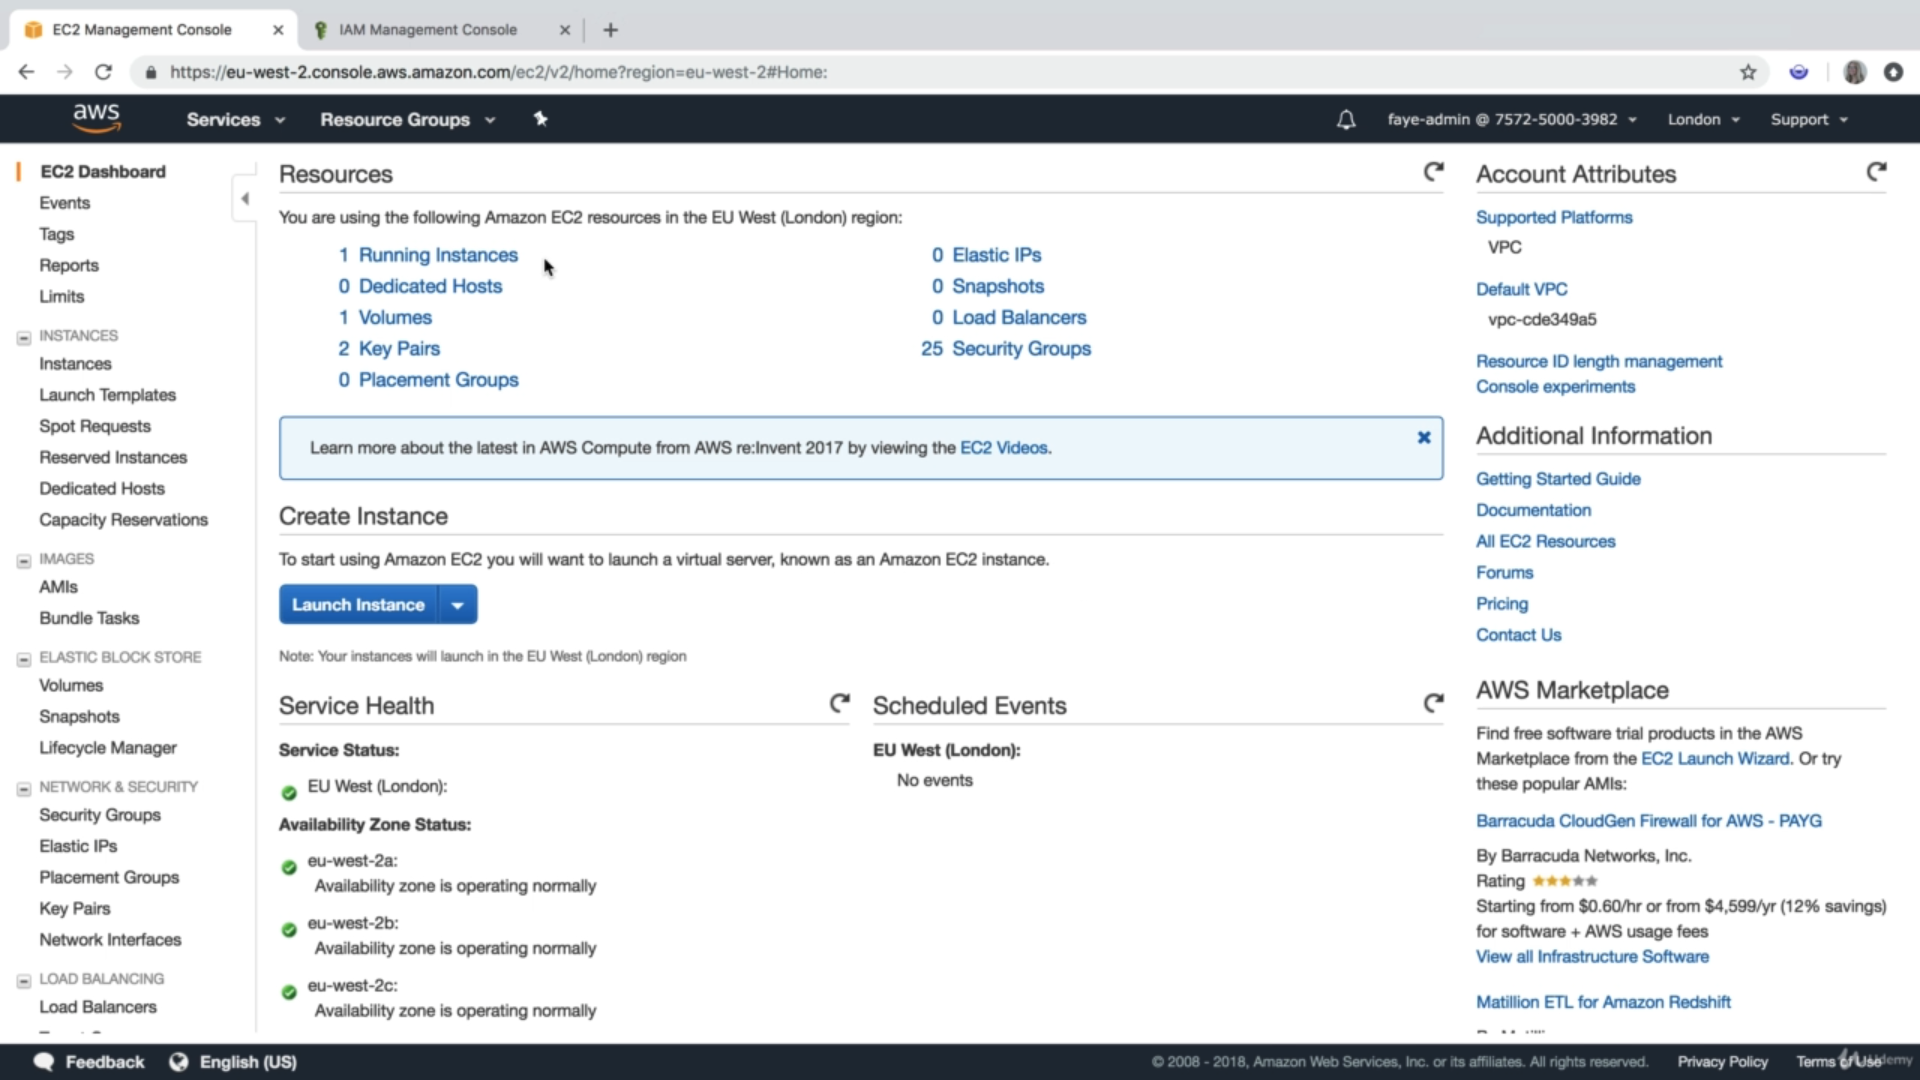 EC2 Management Console
IAM Management Console
https://eu-west-2.console.aws.amazon.com/ec2/v2/home?region=eu-west-2#Home:
aws
Services
Resource Groups
faye-admin @ 7572-5000-3982
London
Support
EC2 Dashboard
Events
Tags
Reports
Limits
INSTANCES
Instances
Launch Templates
Spot Requests
Reserved Instances
Dedicated Hosts
Capacity Reservations
IMAGES
AMIs
Bundle Tasks
ELASTIC BLOCK STORE
Volumes
Snapshots
Lifecycle Manager
NETWORK & SECURITY
Security Groups
Elastic IPs
Placement Groups
Key Pairs
Network Interfaces
LOAD BALANCING
Load Balancers
Resources
You are using the following Amazon EC2 resources in the EU West (London) region:
1 Running Instances
0 Dedicated Hosts
1 Volumes
2 Key Pairs
0 Placement Groups
0 Elastic IPs
0 Snapshots
0 Load Balancers
25 Security Groups
Learn more about the latest in AWS Compute from AWS re:Invent 2017 by viewing the EC2 Videos.
Create Instance
To start using Amazon EC2 you will want to launch a virtual server, known as an Amazon EC2 instance.
Launch Instance
Note: Your instances will launch in the EU West (London) region
Service Health
Service Status:
EU West (London):
Availability Zone Status:
eu-west-2a:
Availability zone is operating normally
eu-west-2b:
Availability zone is operating normally
eu-west-2c:
Availability zone is operating normally
Scheduled Events
EU West (London):
No events
Account Attributes
Supported Platforms
VPC
Default VPC
vpc-cde349a5
Resource ID length management
Console experiments
Additional Information
Getting Started Guide
Documentation
All EC2 Resources
Forums
Pricing
Contact Us
AWS Marketplace
Find free software trial products in the AWS
Marketplace from the EC2 Launch Wizard. Or try
these popular AMIs:
Barracuda CloudGen Firewall for AWS - PAYG
By Barracuda Networks, Inc.
Rating
Starting from $0.60/hr or from $4,599/yr (12% savings)
for software + AWS usage fees
View all Infrastructure Software
Matillion ETL for Amazon Redshift
Feedback
English (US)
© 2008 - 2018, Amazon Web Services, Inc. or its affiliates. All rights reserved.
Privacy Policy
Terms of Use